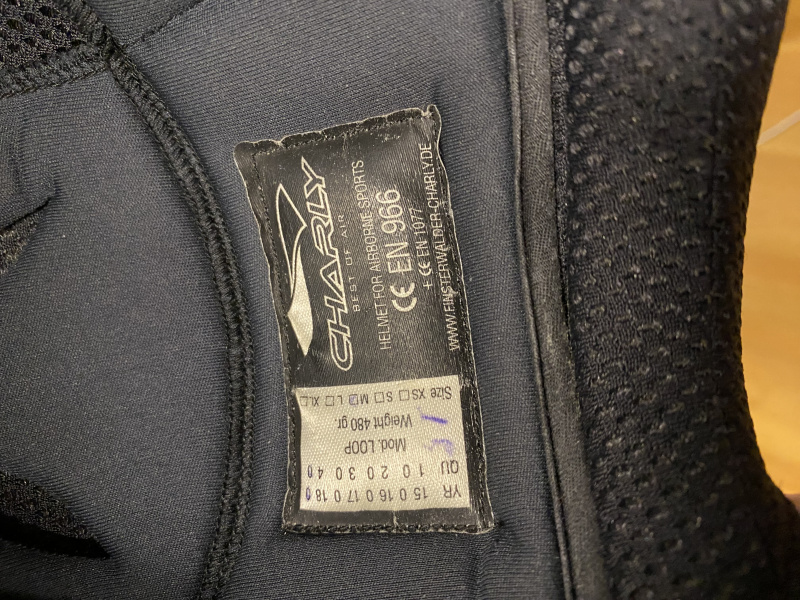 CHARLY
BEST OF AIR
HELMET FOR AIRBORNE SPORTS
CE EN 966
+ CE EN 1077
WWW.FINSTERWALDER-CHARLY.DE
YR 15 0 16 0 17 0 18 0
QU 1 0 2 0 3 0 4 0
Mod. LOOP
Weight 480 gr.
Size XS□ S□ M□ L□ XL□